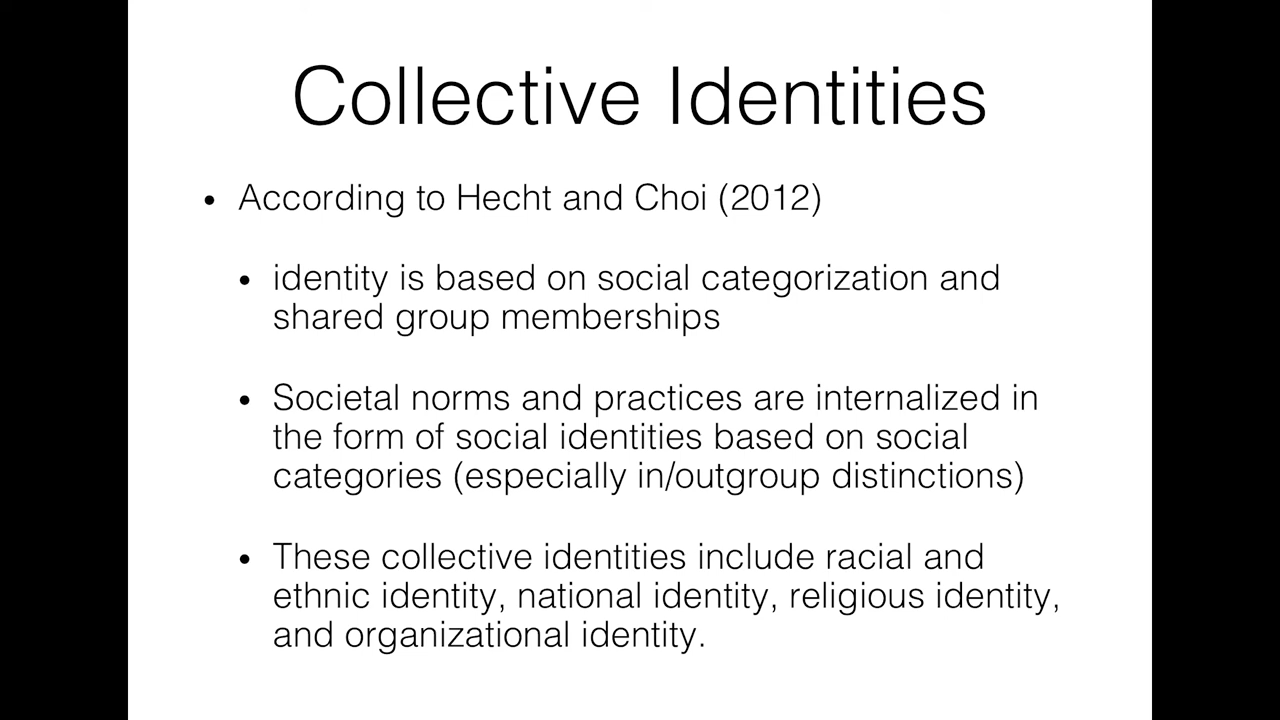 Collective Identities
• According to Hecht and Choi (2012)
• identity is based on social categorization and
shared group memberships
• Societal norms and practices are internalized in
the form of social identities based on social
categories (especially in/outgroup distinctions)
• These collective identities include racial and
ethnic identity, national identity, religious identity,
and organizational identity.